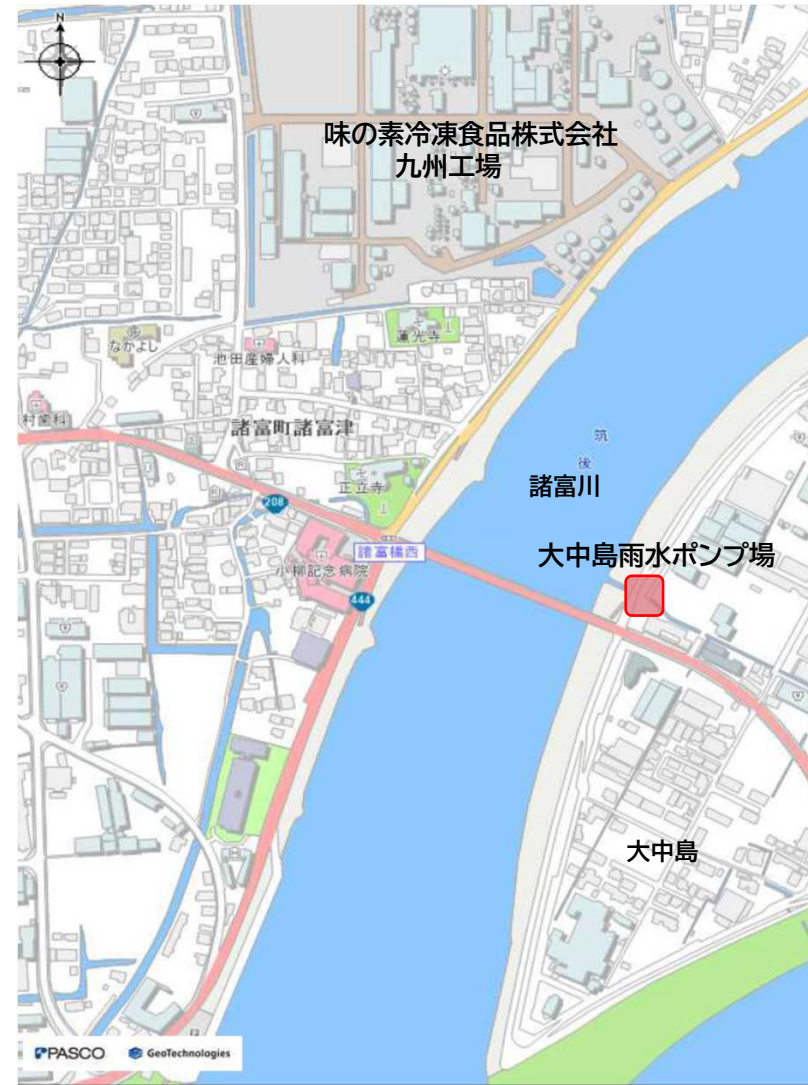 N
味の素冷凍食品株式会社
九州工場
蓮光寺
なかよし
池田産婦人科
村歯科
諸富町諸富津
筑
後
諸富川
正立寺
208
諸富橋西
大中島雨水ポンプ場
小柳記念病院
444
大中島
PASCO
GeoTechnologies